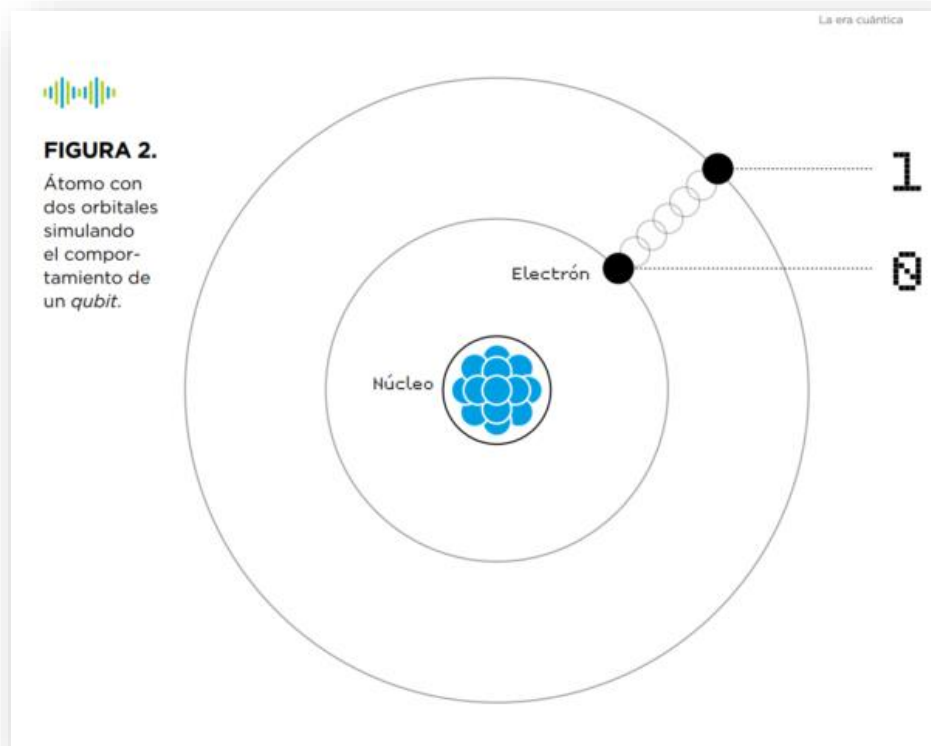 La era cuántica
FIGURA 2.
Átomo con
dos orbitales
simulando
el compor-
tamiento de
un qubit.
1
Electrón
0
Núcleo